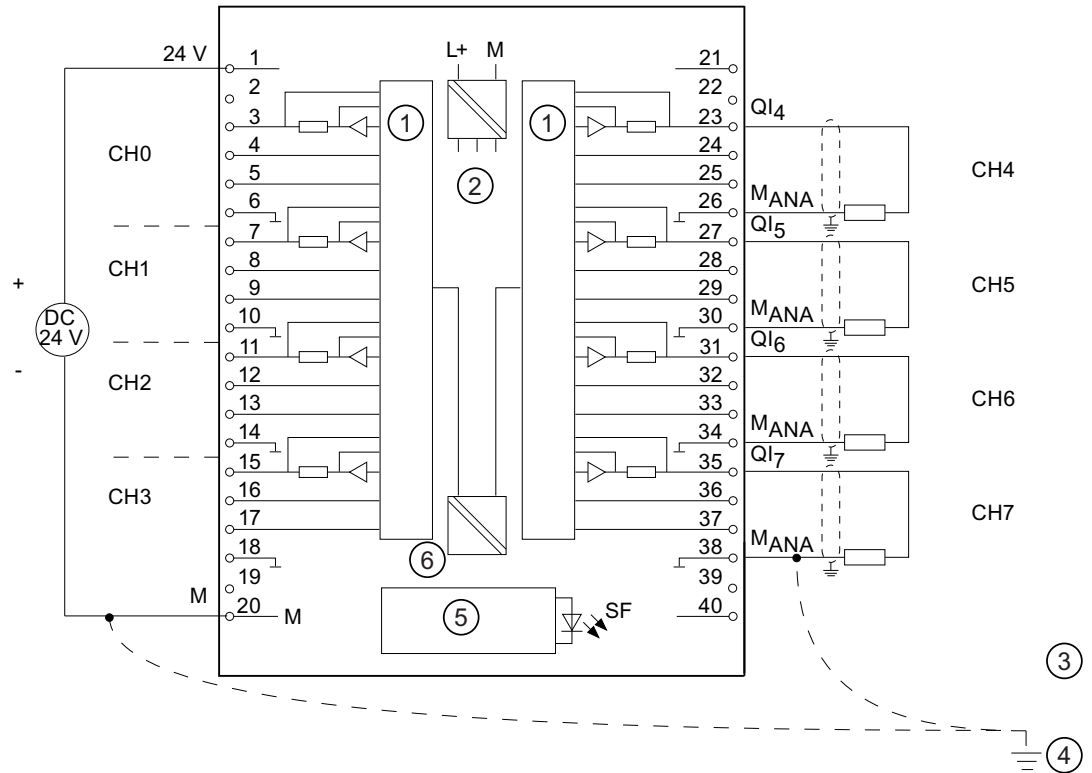 L+ M
24 V 1 21
2 22
1 1
3 23 QI4
CH0
4 24
CH4
5 25
2
6 26 MANA
7 27 QI5
CH1
8 28
CH5
9 29
+
10 30 MANA
DC
24 V
11 31 QI6
-
CH2
12 32
CH6
13 33
14 34 MANA
15 35 QI7
CH3
16 36
CH7
17 37
18 38 MANA
6
19 39
M 20 M 40
5 SF
3
4